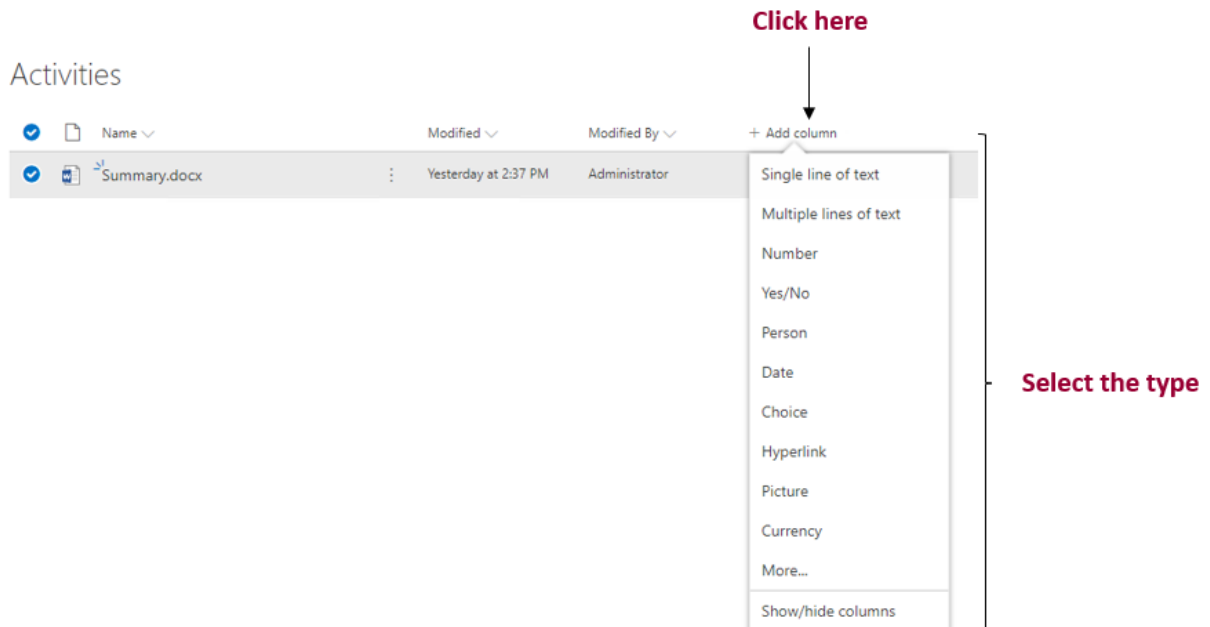 Click here
Activities
Name Modified Modified By + Add column
Summary.docx Yesterday at 2:37 PM Administrator
Single line of text
Multiple lines of text
Number
Yes/No
Person
Date
Choice
Select the type
Hyperlink
Picture
Currency
More...
Show/hide columns